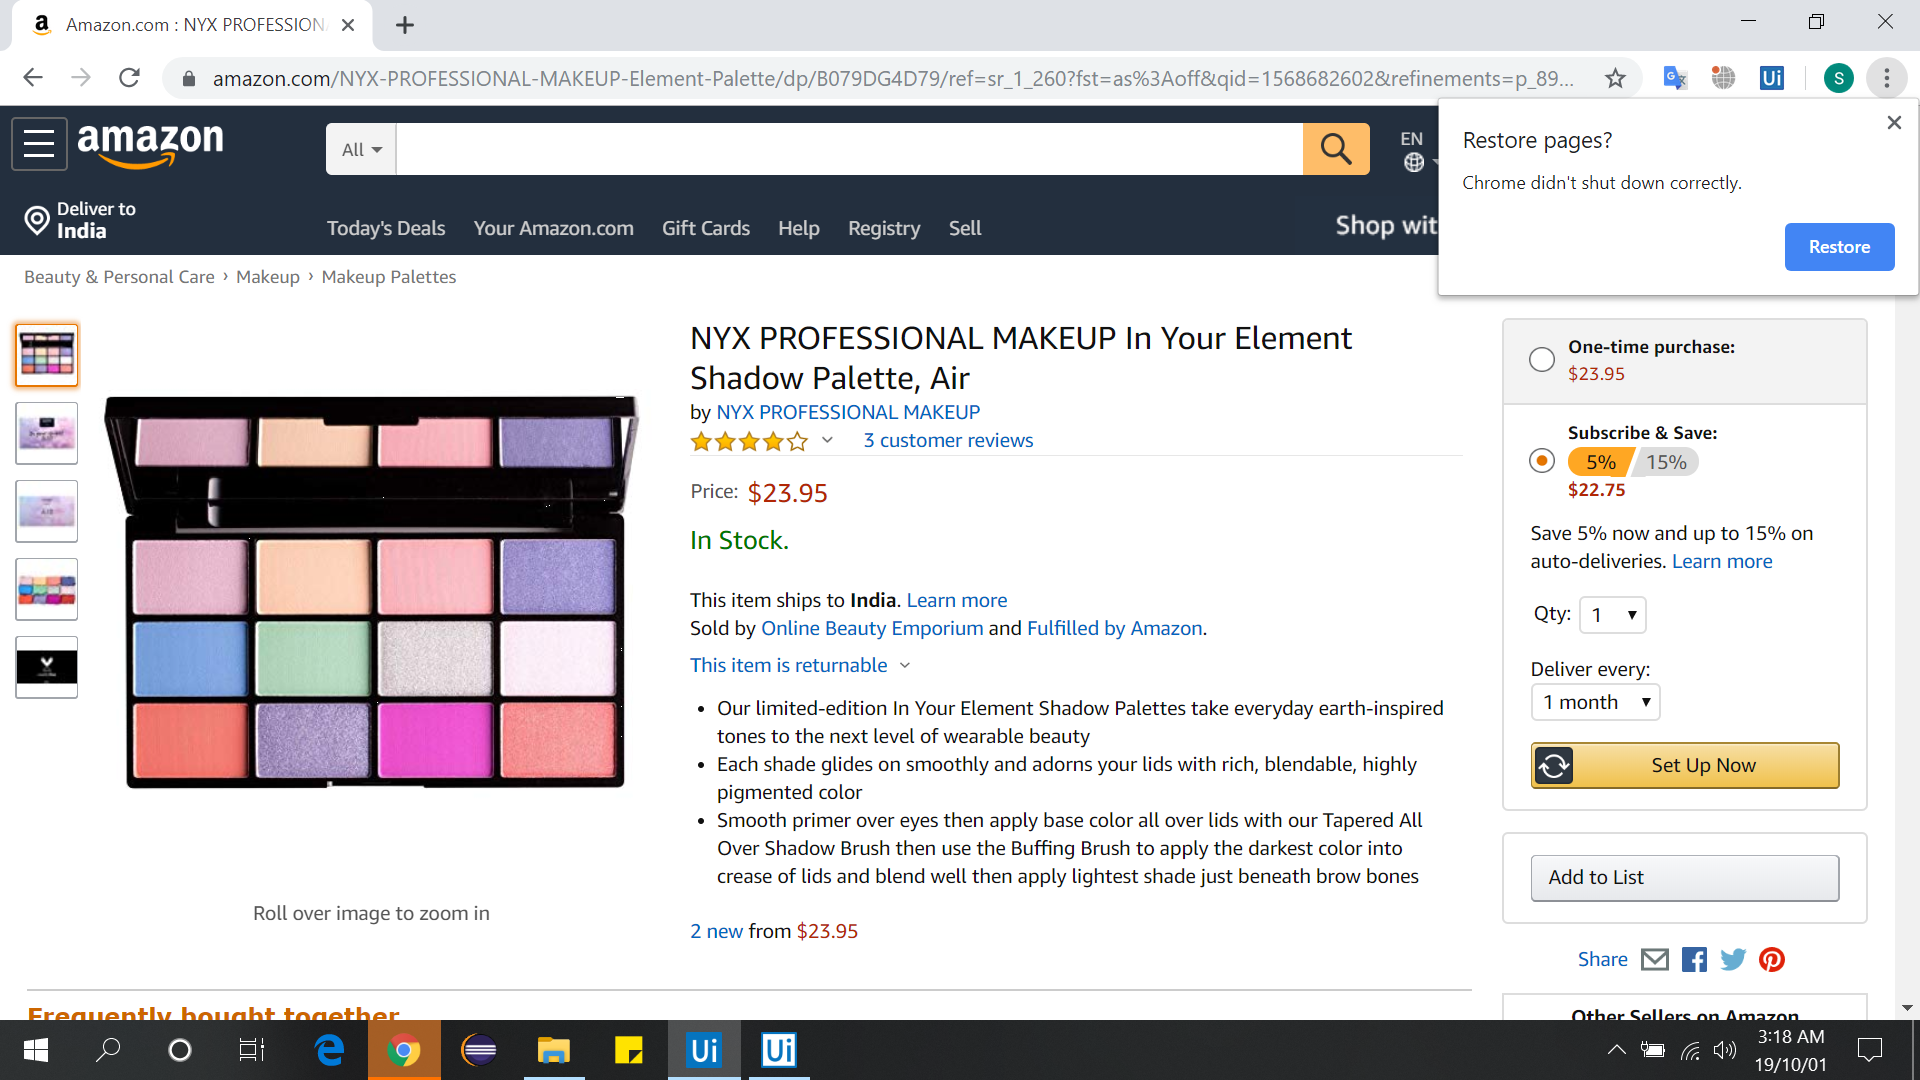 Amazon.com : NYX PROFESSION
amazon.com/NYX-PROFESSIONAL-MAKEUP-Element-Palette/dp/B079DG4D79/ref=sr_1_260?fst=as%3Aoff&qid=1568682602&refinements=p_89...
S
Ui
Restore pages?
Chrome didn't shut down correctly.
Restore
amazon
All
EN
Deliver to
India
Today's Deals
Your Amazon.com
Gift Cards
Help
Registry
Sell
Shop wit
Beauty & Personal Care › Makeup › Makeup Palettes
NYX PROFESSIONAL MAKEUP In Your Element
Shadow Palette, Air
by NYX PROFESSIONAL MAKEUP
3 customer reviews
Price: $23.95
In Stock.
This item ships to India. Learn more
Sold by Online Beauty Emporium and Fulfilled by Amazon.
This item is returnable
• Our limited-edition In Your Element Shadow Palettes take everyday earth-inspired
tones to the next level of wearable beauty
• Each shade glides on smoothly and adorns your lids with rich, blendable, highly
pigmented color
• Smooth primer over eyes then apply base color all over lids with our Tapered All
Over Shadow Brush then use the Buffing Brush to apply the darkest color into
crease of lids and blend well then apply lightest shade just beneath brow bones
2 new from $23.95
Roll over image to zoom in
One-time purchase:
$23.95
Subscribe & Save:
5% 15%
$22.75
Save 5% now and up to 15% on
auto-deliveries. Learn more
Qty: 1
Deliver every:
1 month
Set Up Now
Add to List
Share
Frequently bought together
Other Sellers on Amazon
Ui
Ui
3:18 AM
19/10/01